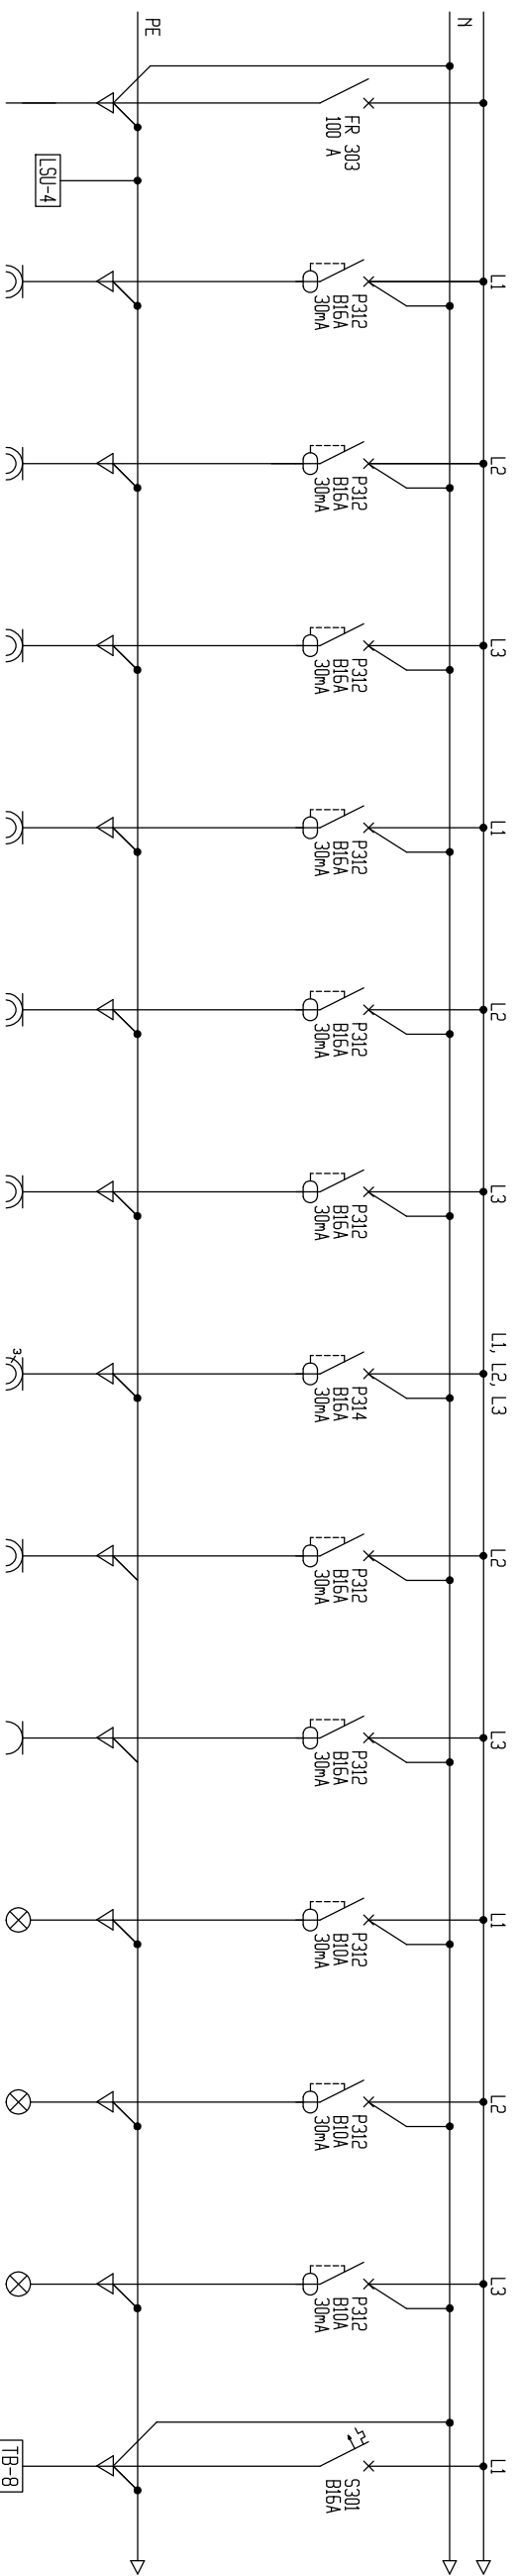 PE
N
FR 303
100 A
LSU-4
L1
P312
B16A
30mA
L2
P312
B16A
30mA
L3
P312
B16A
30mA
L1
P312
B16A
30mA
L2
P312
B16A
30mA
L3
P312
B16A
30mA
L1, L2, L3
P314
B16A
30mA
3
L2
P312
B16A
30mA
L3
P312
B16A
30mA
L1
P312
B10A
30mA
L2
P312
B10A
30mA
L3
P312
B10A
30mA
L1
S301
B16A
TB-8